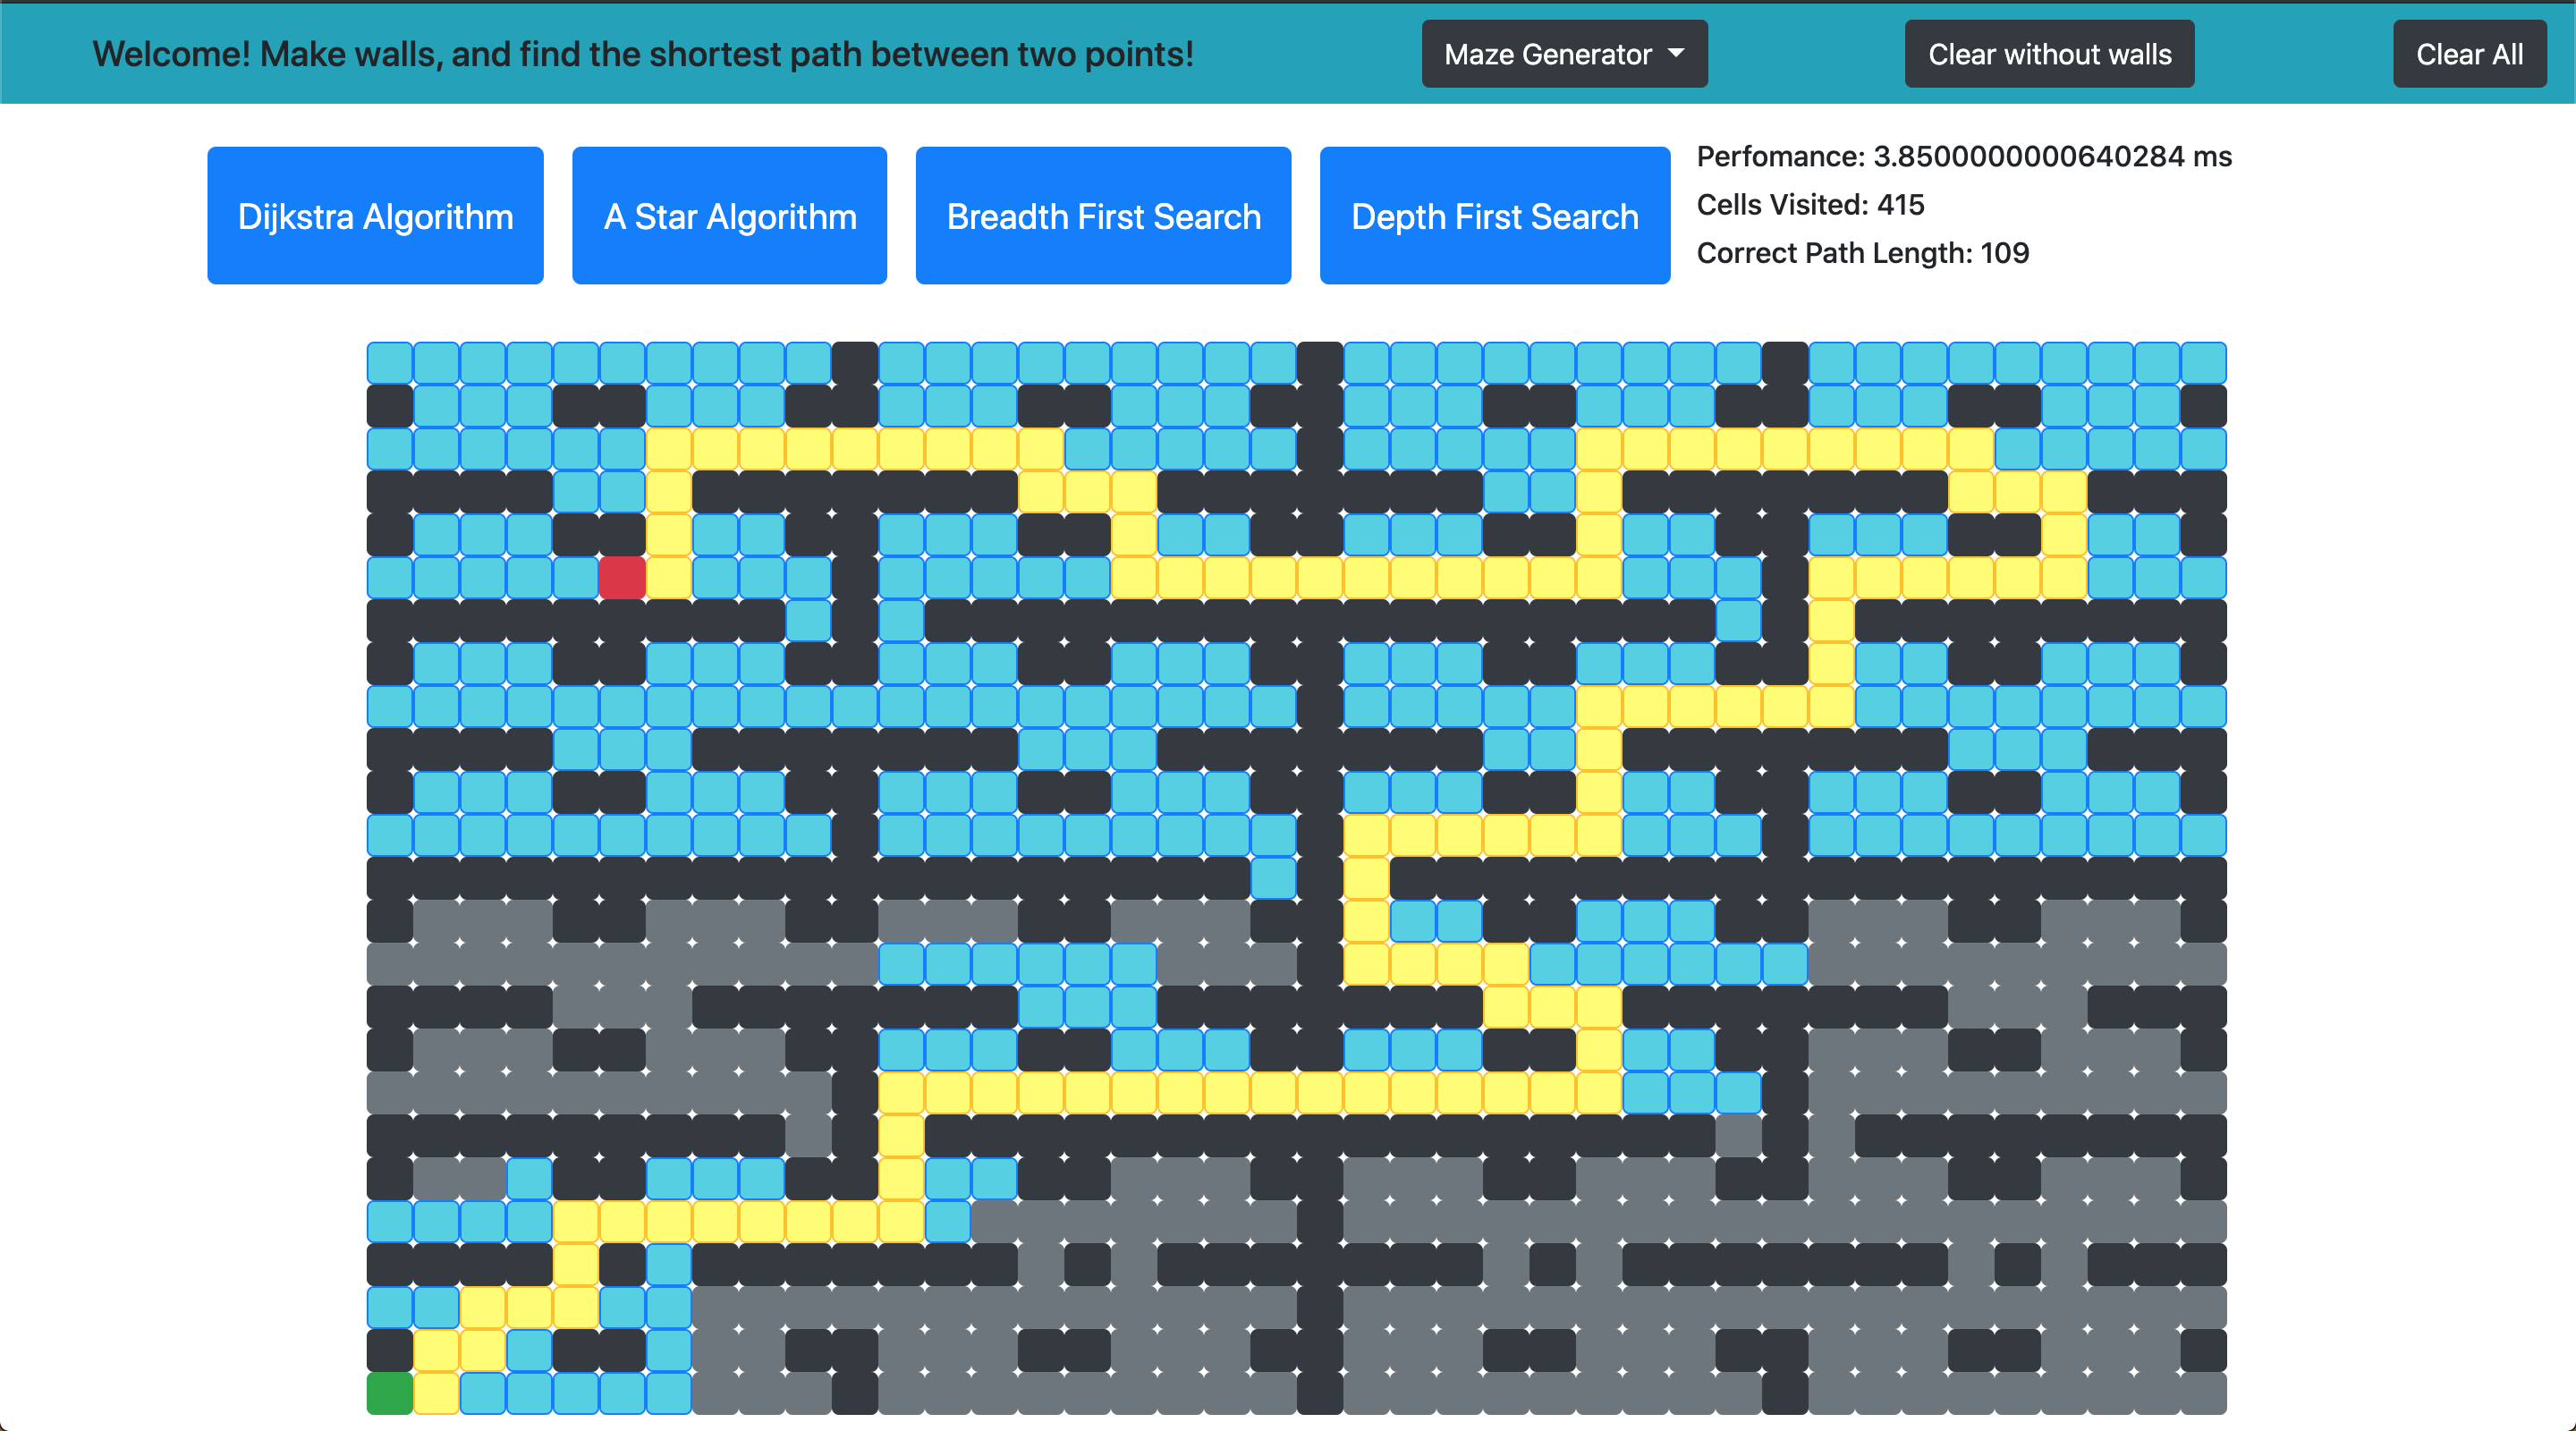 Welcome! Make walls, and find the shortest path between two points!
Maze Generator
Clear without walls
Clear All
Dijkstra Algorithm
A Star Algorithm
Breadth First Search
Depth First Search
Perfomance: 3.8500000000640284 ms
Cells Visited: 415
Correct Path Length: 109